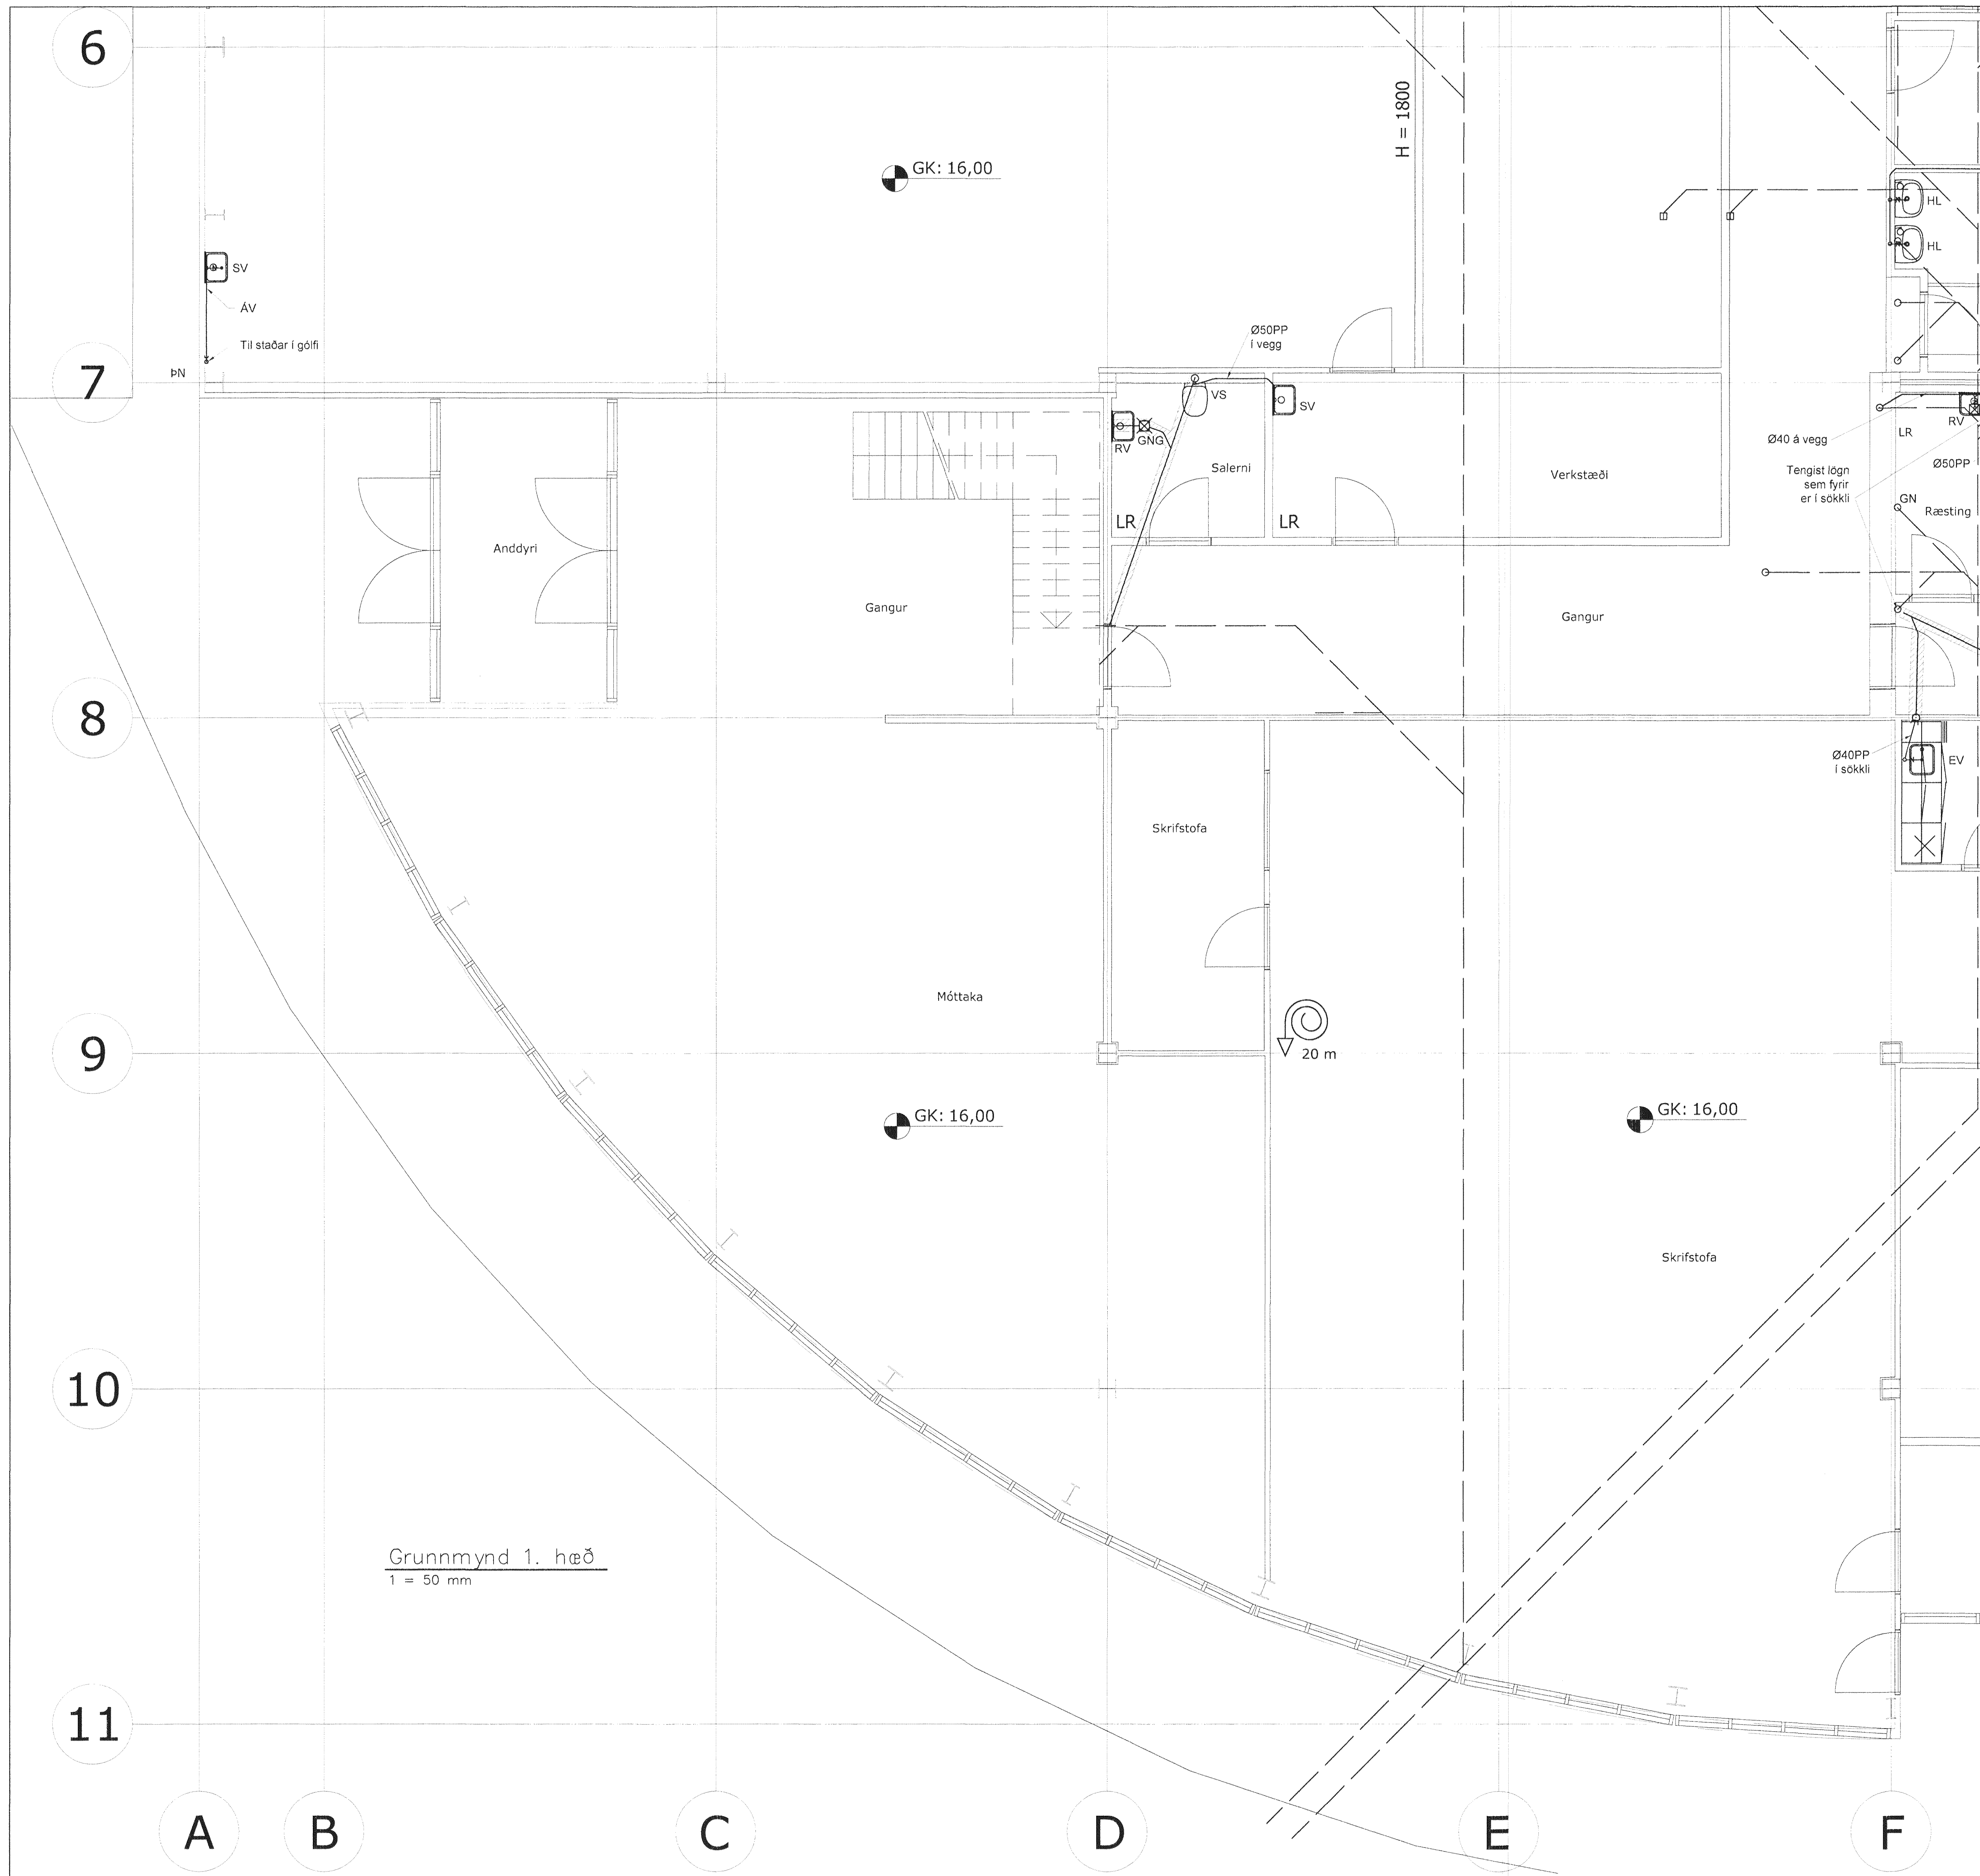 6
GK: 16,00
H = 1800
HL
HL
SV
ÁV
Til staðar í gólfi
ÞN
7
Ø50PP
í vegg
VS
SV
RV
GNG
Salerni
LR
LR
Verkstæði
Ø40 á vegg
LR
RV
Tengist lögn
sem fyrir
er í sökkli
Ø50PP
GN
Ræsting
Anddyri
Gangur
Gangur
8
Ø40PP
í sökkli
EV
Skrifstofa
Móttaka
9
20 m
GK: 16,00
GK: 16,00
Skrifstofa
10
Grunnmynd 1. hæð
1 = 50 mm
11
A
B
C
D
E
F